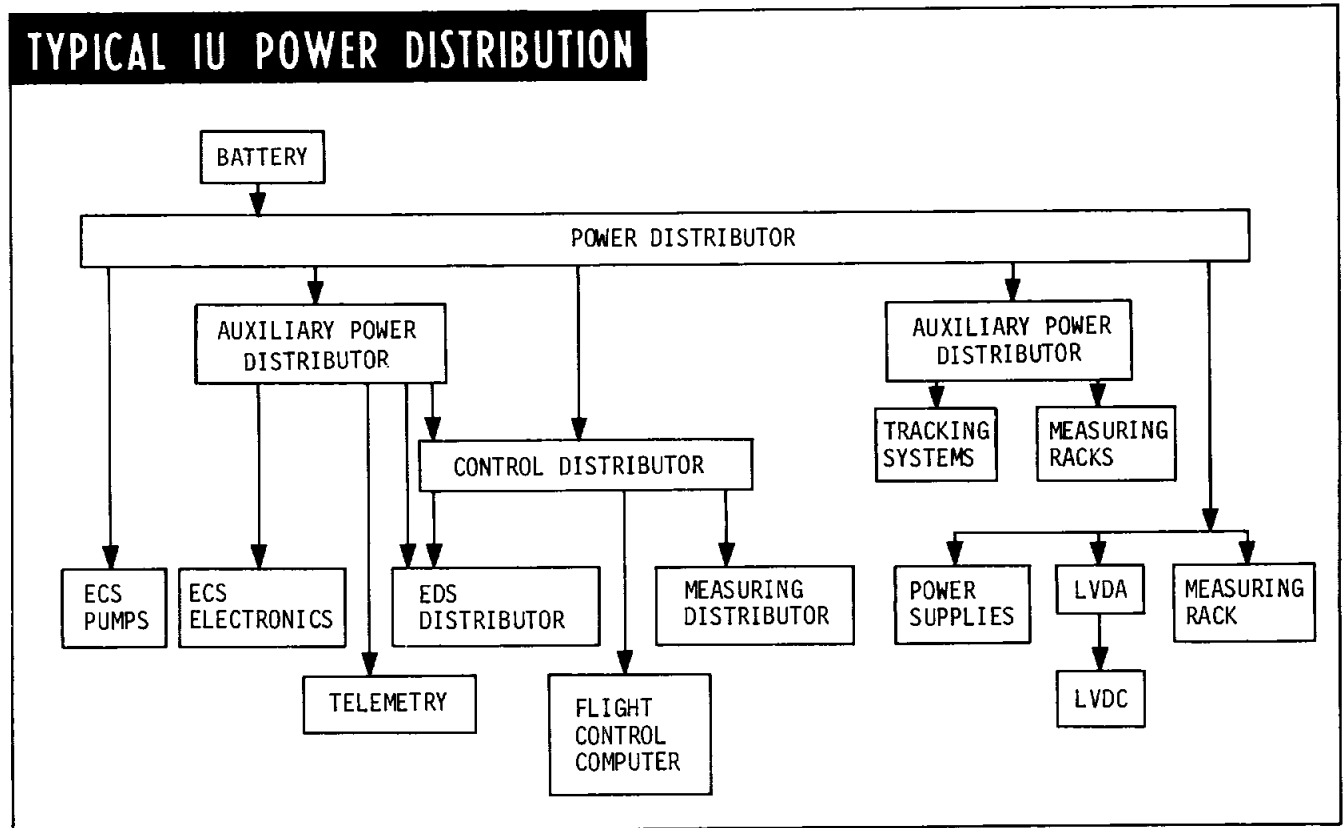 TYPICAL IU POWER DISTRIBUTION
BATTERY
POWER DISTRIBUTOR
AUXILIARY POWER
DISTRIBUTOR
AUXILIARY POWER
DISTRIBUTOR
TRACKING
SYSTEMS
MEASURING
RACKS
CONTROL DISTRIBUTOR
ECS
PUMPS
ECS
ELECTRONICS
EDS
DISTRIBUTOR
MEASURING
DISTRIBUTOR
POWER
SUPPLIES
LVDA
MEASURING
RACK
TELEMETRY
FLIGHT
CONTROL
COMPUTER
LVDC